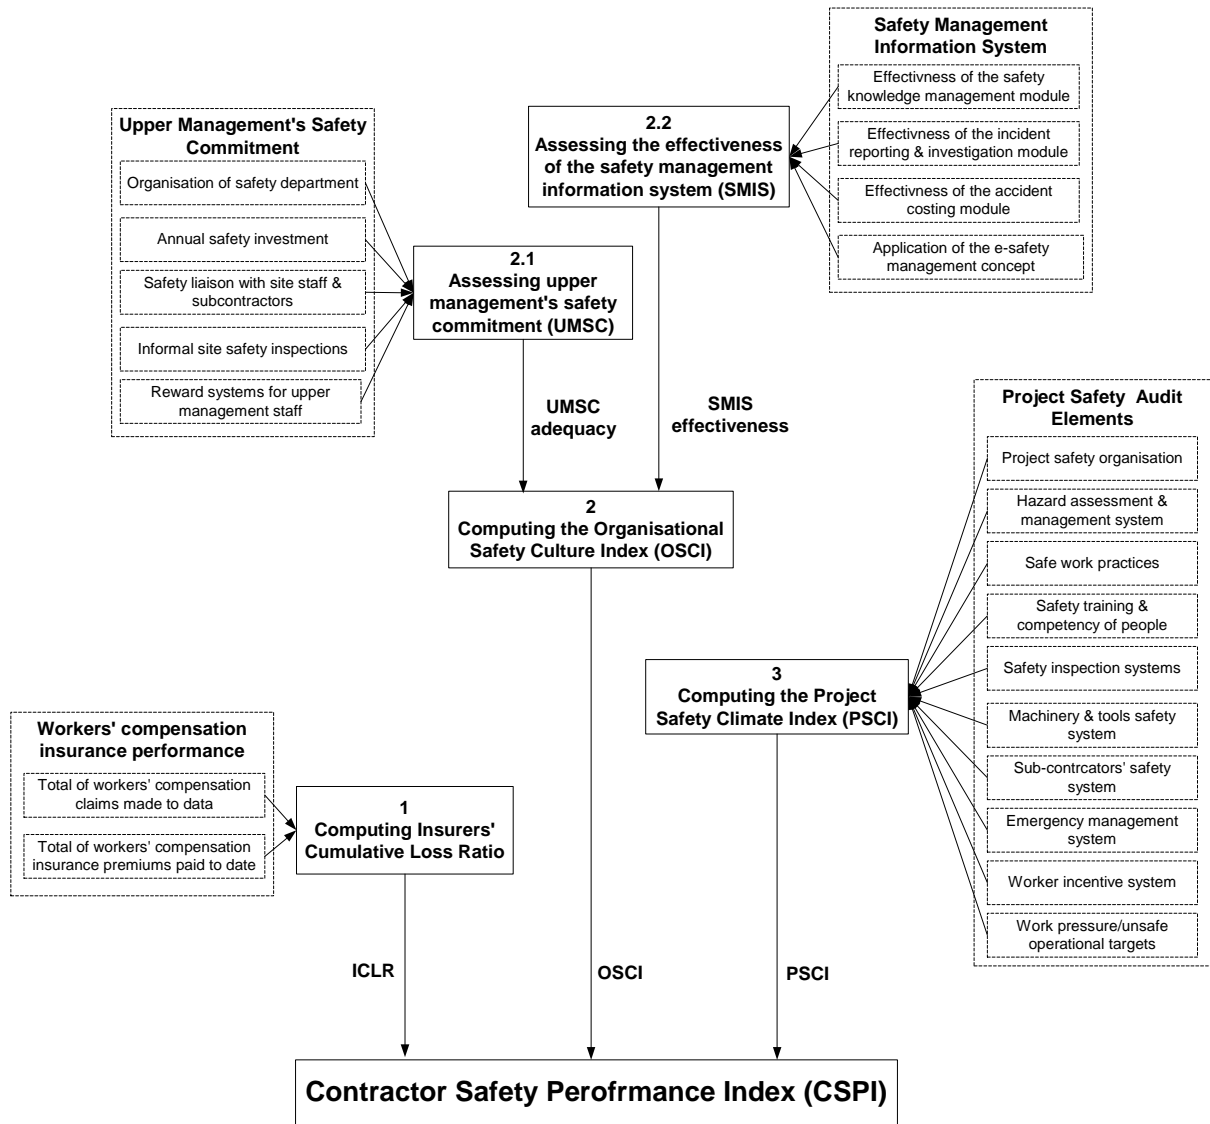 Safety Management
Information System
Effectivness of the safety
knowledge management module
Effectivness of the incident
reporting & investigation module
Effectivness of the accident
costing module
Application of the e-safety
management concept
Upper Management's Safety
Commitment
Organisation of safety department
Annual safety investment
Safety liaison with site staff &
subcontractors
Informal site safety inspections
Reward systems for upper
management staff
2.2
Assessing the effectiveness
of the safety management
information system (SMIS)
2.1
Assessing upper
management's safety
commitment (UMSC)
UMSC
adequacy
SMIS
effectiveness
2
Computing the Organisational
Safety Culture Index (OSCI)
Project Safety Audit
Elements
Project safety organisation
Hazard assessment &
management system
Safe work practices
Safety training &
competency of people
Safety inspection systems
Machinery & tools safety
system
Sub-contrcators' safety
system
Emergency management
system
Worker incentive system
Work pressure/unsafe
operational targets
3
Computing the Project
Safety Climate Index (PSCI)
Workers' compensation
insurance performance
Total of workers' compensation
claims made to data
Total of workers' compensation
insurance premiums paid to date
1
Computing Insurers'
Cumulative Loss Ratio
ICLR
OSCI
PSCI
Contractor Safety Perofrmance Index (CSPI)